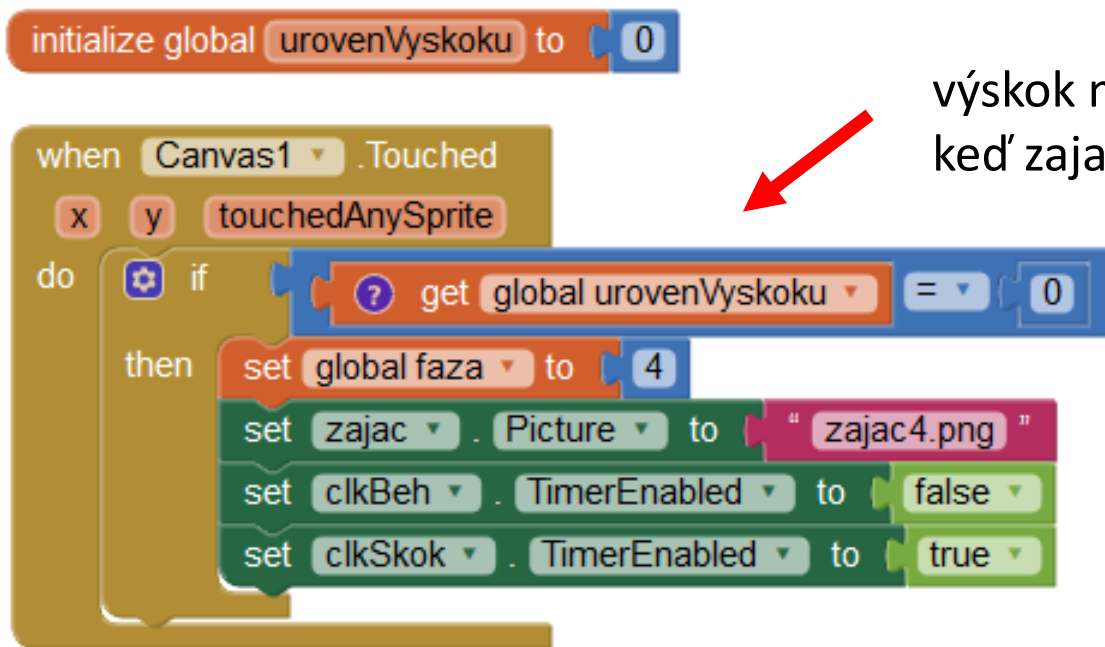 initialize global urovenVyskoku to 0
výskok
keď
when Canvas1 .Touched
x y touchedAnySprite
do if ? get global urovenVyskoku = 0
then set global faza to 4
set zajac . Picture to " zajac4.png "
set clkBeh . TimerEnabled to false
set clkSkok . TimerEnabled to true